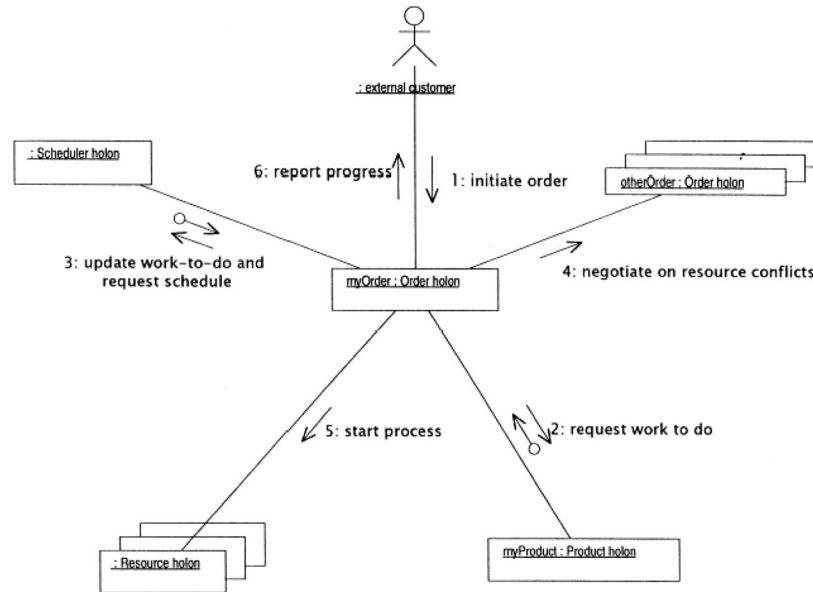 : external customer
: Scheduler holon
6: report progress
1: initiate order
otherOrder : Order holon
3: update work-to-do and
request schedule
myOrder : Order holon
4: negotiate on resource conflicts
5: start process
2: request work to do
: Resource holon
myProduct : Product holon